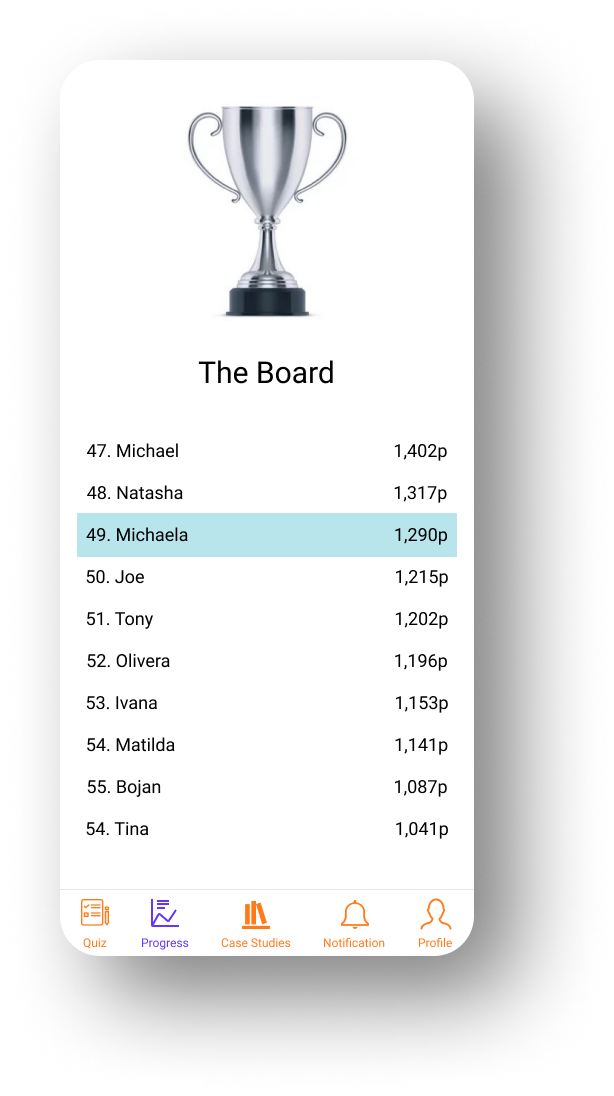 The Board
47. Michael 1,402p
48. Natasha 1,317p
49. Michaela 1,290p
50. Joe 1,215p
51. Tony 1,202p
52. Olivera 1,196p
53. Ivana 1,153p
54. Matilda 1,141p
55. Bojan 1,087p
54. Tina 1,041p
Quiz Progress Case Studies Notification Profile